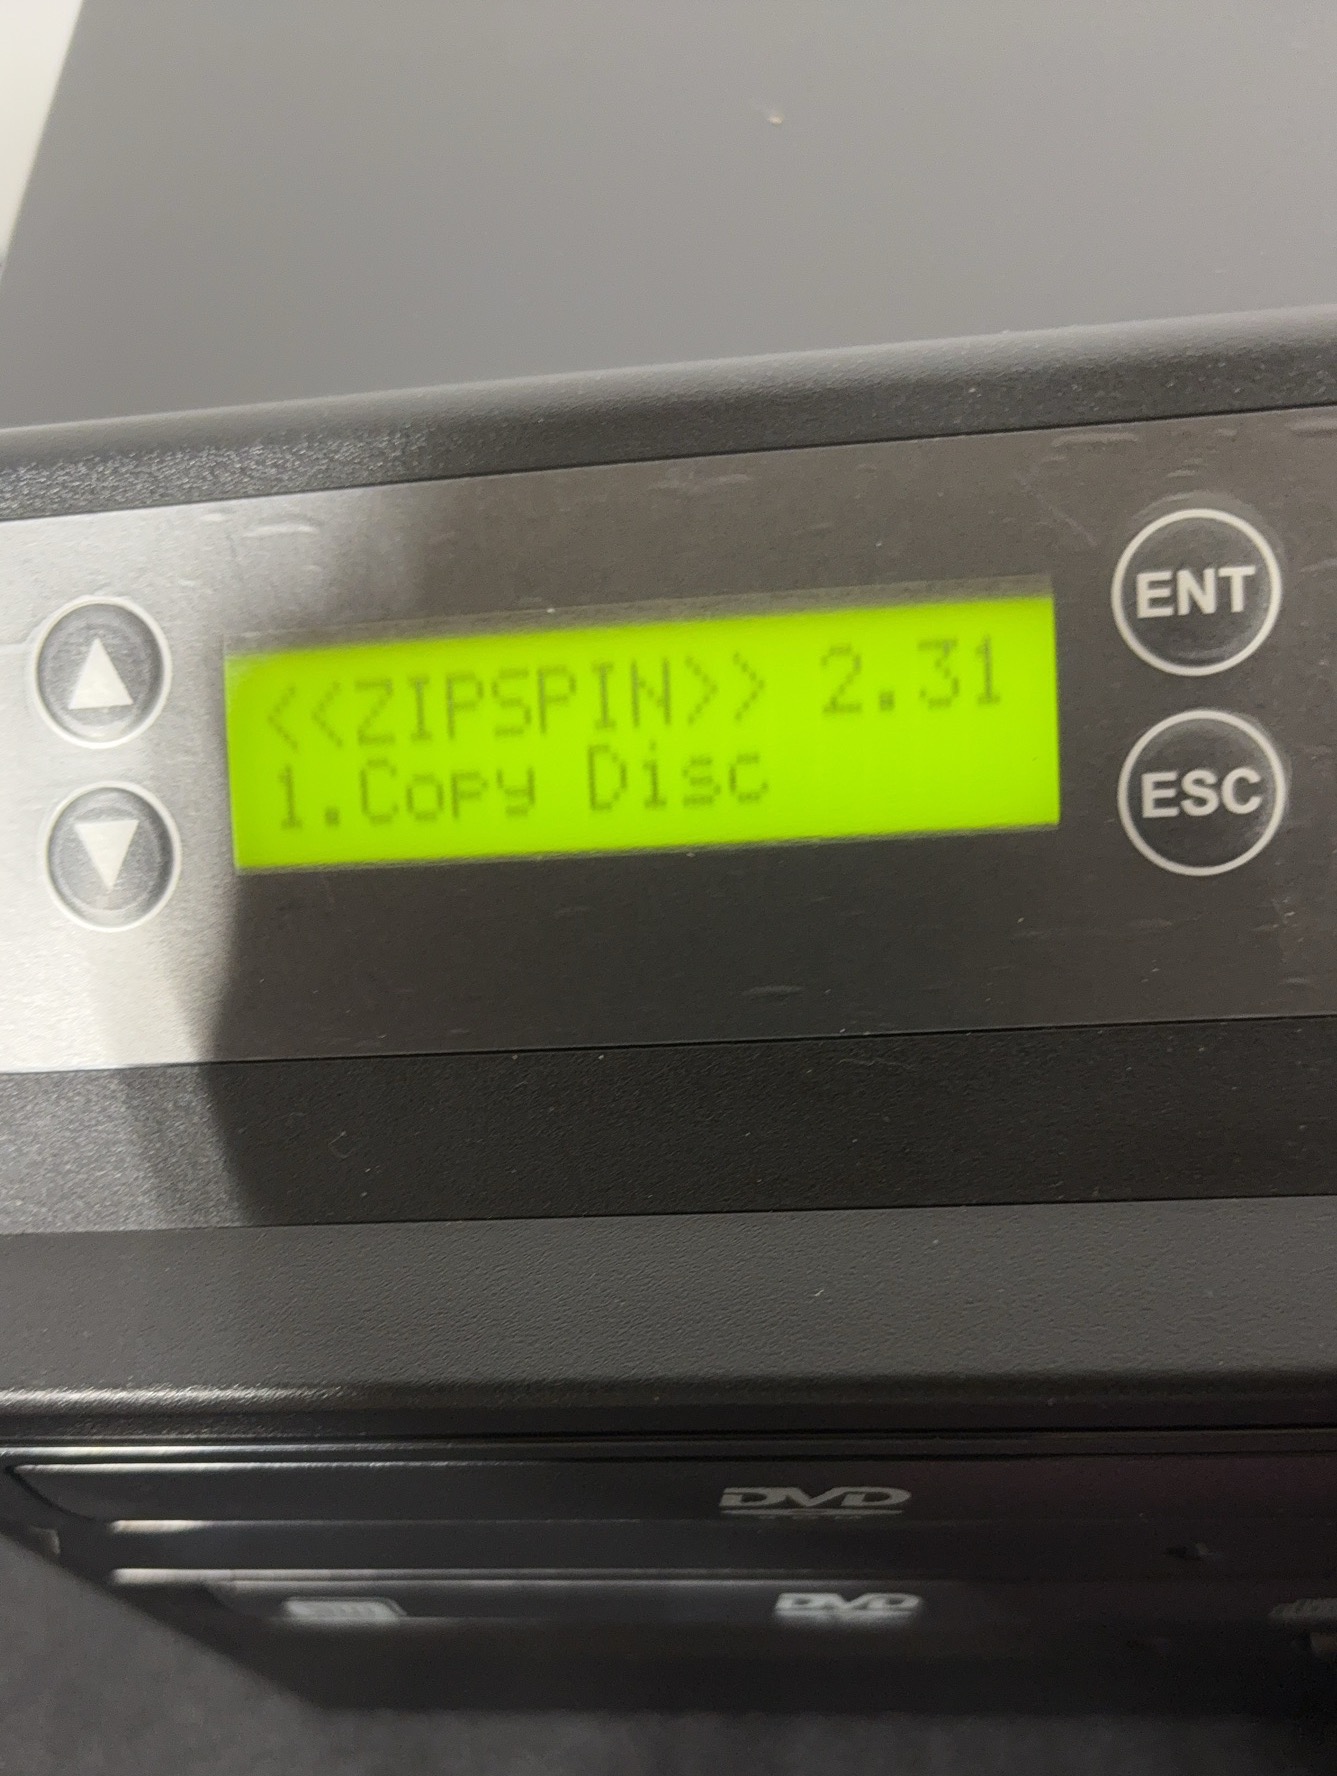 <<ZIPSPIN>> 2.31
1.Copy Disc
ENT
ESC
DVD
DVD